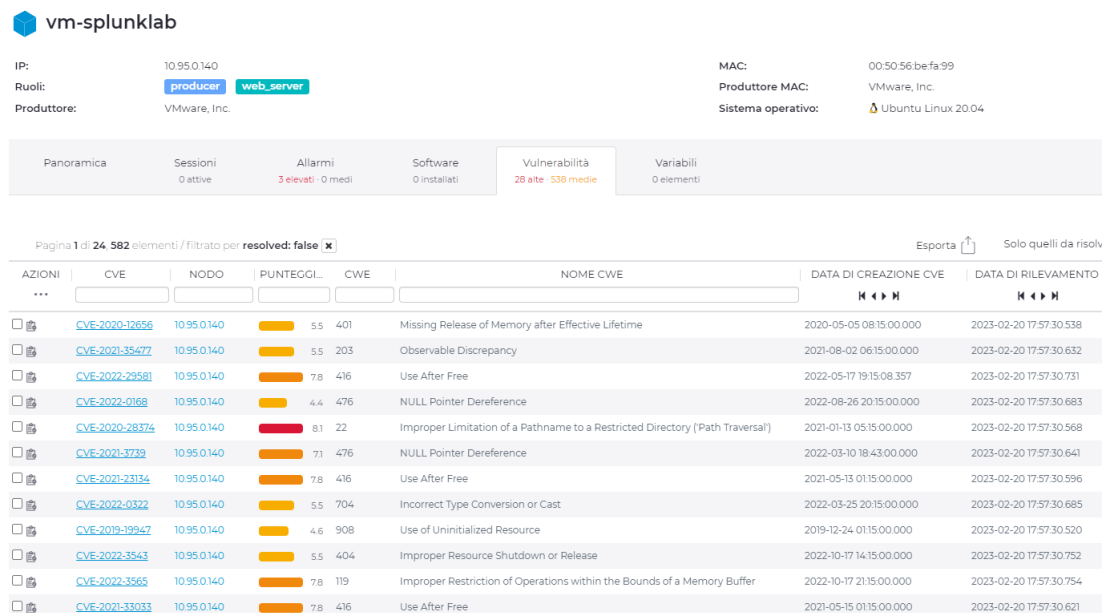 vm-splunklab
IP: 10.95.0.140 MAC: 00:50:56:be:fa:99
Ruoli: producer web_server Produttore MAC: VMware, Inc.
Produttore: VMware, Inc. Sistema operativo: Ubuntu Linux 20.04
Panoramica Sessioni Allarmi Software Vulnerabilità Variabili
0 attive 3 elevati · 0 medi 0 installati 28 alte · 538 medie 0 elementi
Pagina 1 di 24, 582 elementi / filtrato per resolved: false × Esporta Solo quelli da risolv
AZIONI CVE NODO PUNTEGGI... CWE NOME CWE DATA DI CREAZIONE CVE DATA DI RILEVAMENTO
CVE-2020-12656 10.95.0.140 5.5 401 Missing Release of Memory after Effective Lifetime 2020-05-05 08:15:00.000 2023-02-20 17:57:30.538
CVE-2021-35477 10.95.0.140 5.5 203 Observable Discrepancy 2021-08-02 06:15:00.000 2023-02-20 17:57:30.632
CVE-2022-29581 10.95.0.140 7.8 416 Use After Free 2022-05-17 19:15:08.357 2023-02-20 17:57:30.731
CVE-2022-0168 10.95.0.140 4.4 476 NULL Pointer Dereference 2022-08-26 20:15:00.000 2023-02-20 17:57:30.683
CVE-2020-28374 10.95.0.140 8.1 22 Improper Limitation of a Pathname to a Restricted Directory ('Path Traversal') 2021-01-13 05:15:00.000 2023-02-20 17:57:30.568
CVE-2021-3739 10.95.0.140 7.1 476 NULL Pointer Dereference 2022-03-10 18:43:00.000 2023-02-20 17:57:30.641
CVE-2021-23134 10.95.0.140 7.8 416 Use After Free 2021-05-13 01:15:00.000 2023-02-20 17:57:30.596
CVE-2022-0322 10.95.0.140 5.5 704 Incorrect Type Conversion or Cast 2022-03-25 20:15:00.000 2023-02-20 17:57:30.685
CVE-2019-19947 10.95.0.140 4.6 908 Use of Uninitialized Resource 2019-12-24 01:15:00.000 2023-02-20 17:57:30.520
CVE-2022-3543 10.95.0.140 5.5 404 Improper Resource Shutdown or Release 2022-10-17 14:15:00.000 2023-02-20 17:57:30.752
CVE-2022-3565 10.95.0.140 7.8 119 Improper Restriction of Operations within the Bounds of a Memory Buffer 2022-10-17 21:15:00.000 2023-02-20 17:57:30.754
CVE-2021-33033 10.95.0.140 7.8 416 Use After Free 2021-05-15 01:15:00.000 2023-02-20 17:57:30.621